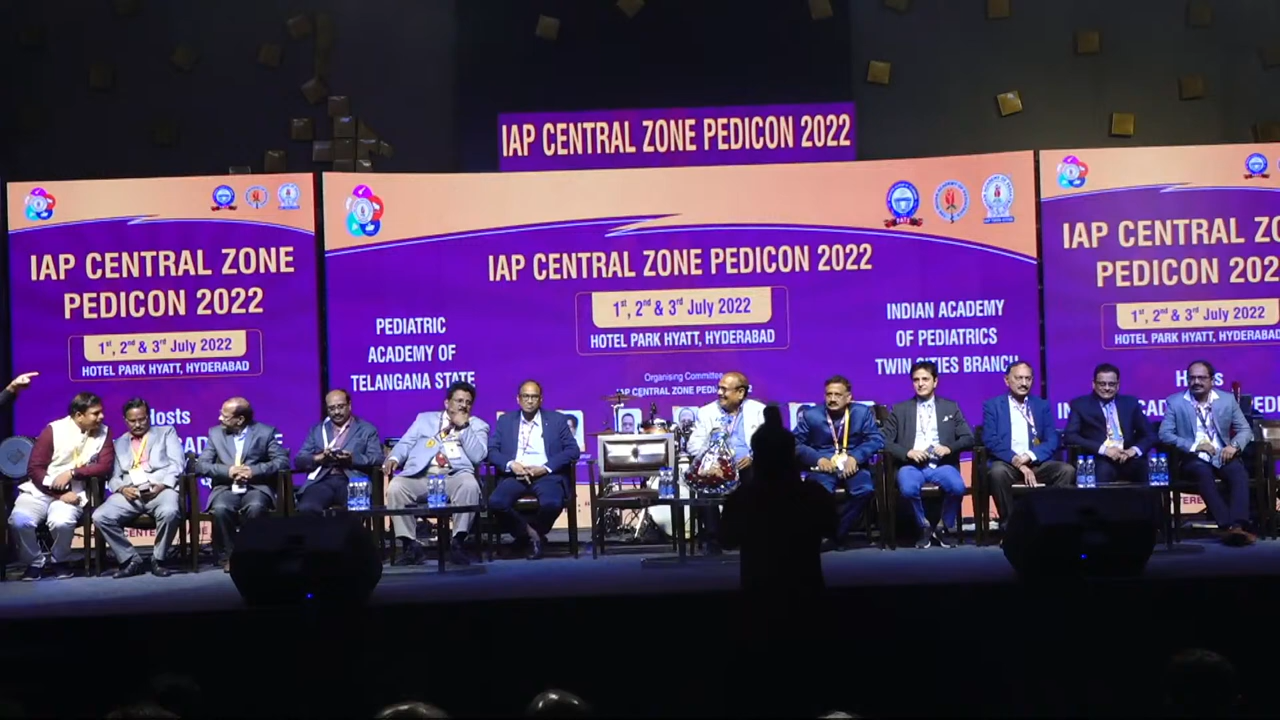 IAP CENTRAL ZONE PEDICON 2022
IAP CENTRAL ZONE
PEDICON 2022
1st, 2nd & 3rd July 2022
HOTEL PARK HYATT, HYDERABAD
Hosts
IAP CENTRAL ZONE PEDICON 2022
1st, 2nd & 3rd July 2022
HOTEL PARK HYATT, HYDERABAD
PEDIATRIC
ACADEMY OF
TELANGANA STATE
INDIAN ACADEMY
OF PEDIATRICS
TWIN CITIES BRANCH
Organising Committee
IAP CENTRAL ZONE
IAP CENTRAL ZO
PEDICON 202
1st, 2nd & 3rd July 2022
HOTEL PARK HYATT, HYDERABAD
Hosts